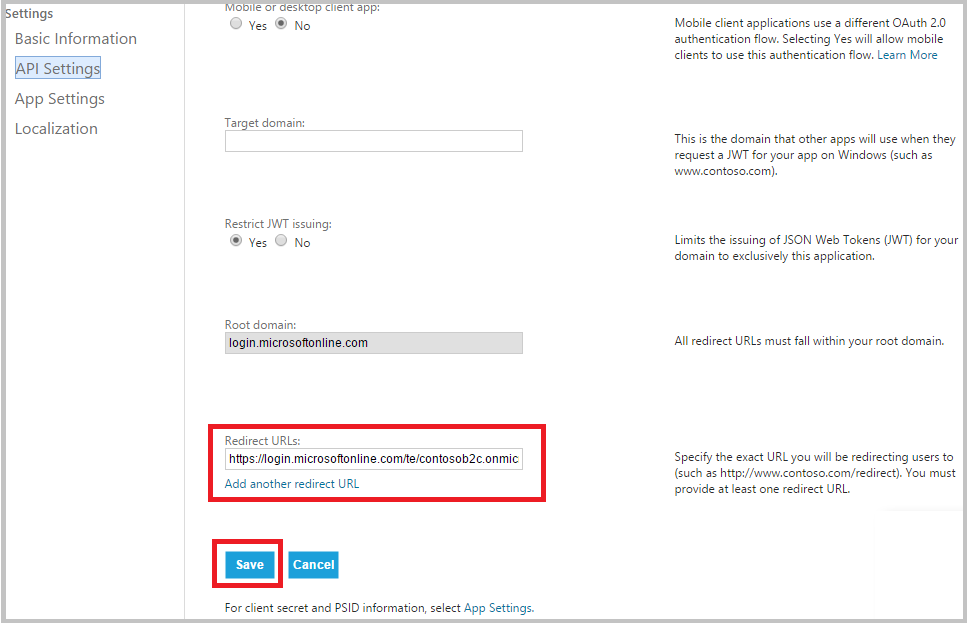 Settings
Basic Information
API Settings
App Settings
Localization
Mobile or desktop client app:
Yes No
Mobile client applications use a different OAuth 2.0
authentication flow. Selecting Yes will allow mobile
clients to use this authentication flow. Learn More
Target domain:
This is the domain that other apps will use when they
request a JWT for your app on Windows (such as
www.contoso.com).
Restrict JWT issuing:
Yes No
Limits the issuing of JSON Web Tokens (JWT) for your
domain to exclusively this application.
Root domain:
login.microsoftonline.com
All redirect URLs must fall within your root domain.
Redirect URLs:
https://login.microsoftonline.com/te/contosob2c.onmic
Add another redirect URL
Specify the exact URL you will be redirecting users to
(such as http://www.contoso.com/redirect). You must
provide at least one redirect URL.
Save Cancel
For client secret and PSID information, select App Settings.